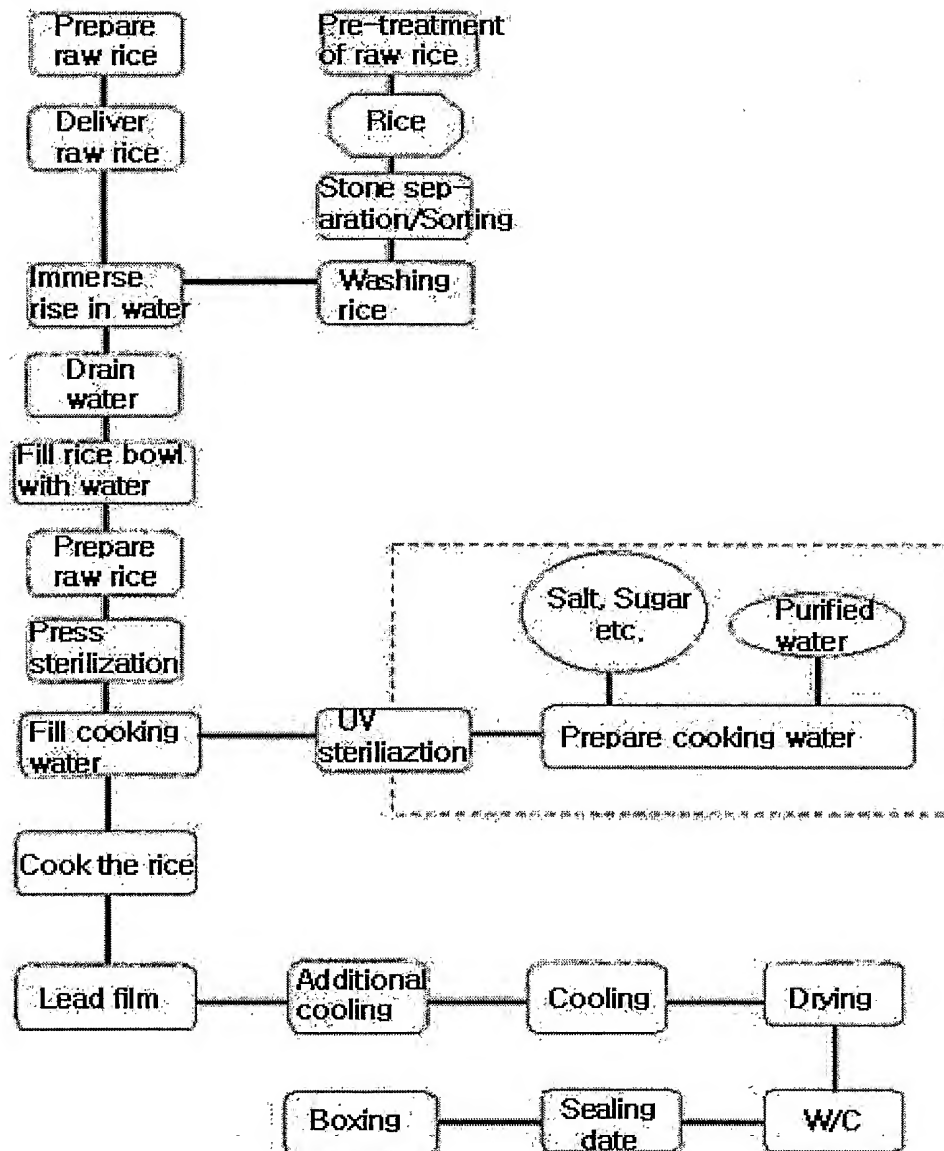 Prepare
raw rice
Pre-treatment
of raw rice
Deliver
raw rice
Rice
Stone sep-
aration/Sorting
Immerse
rise in water
Washing
rice
Drain
water
Fill rice bowl
with water
Prepare
raw rice
Salt, Sugar
etc.
Purified
water
Press
sterilization
Fill cooking
water
UV
steriliaztion
Prepare cooking water
Cook the rice
Lead film
Additional
cooling
Cooling
Drying
Boxing
Sealing
date
W/C